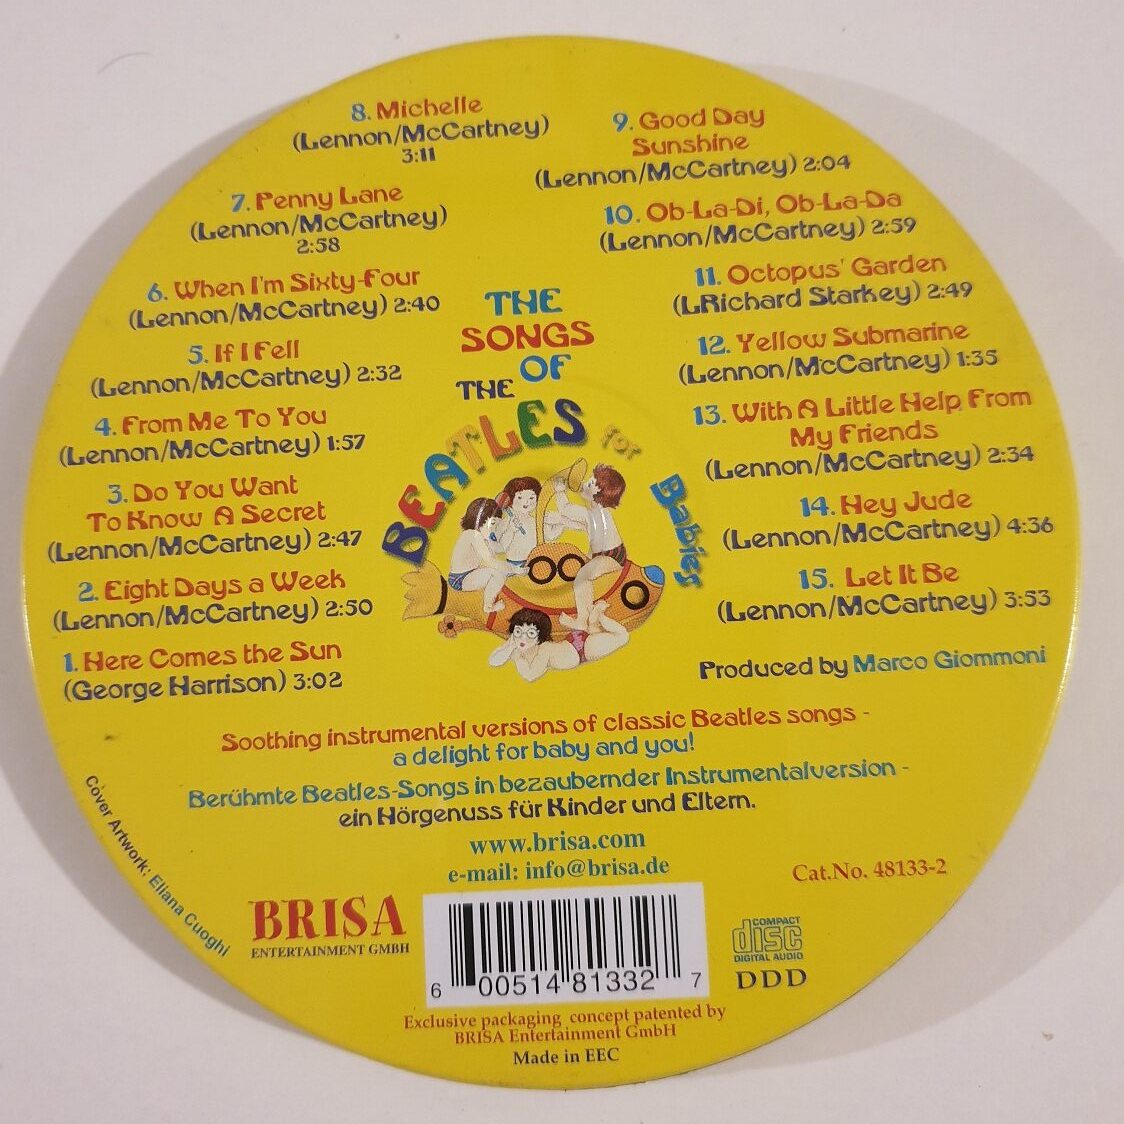 THE
SONGS
OF
THE
BEATLES for
Babies
1. Here Comes the Sun
(George Harrison) 3:02
2. Eight Days a Week
(Lennon/McCartney) 2:50
3. Do You Want
To Know A Secret
(Lennon/McCartney) 2:47
4. From Me To You
(Lennon/McCartney) 1:57
5. If I Fell
(Lennon/McCartney) 2:32
6. When I'm Sixty-Four
(Lennon/McCartney) 2:40
7. Penny Lane
(Lennon/McCartney)
2:58
8. Michelle
(Lennon/McCartney)
3:11
9. Good Day
Sunshine
(Lennon/McCartney) 2:04
10. Ob-La-Di, Ob-La-Da
(Lennon/McCartney) 2:59
11. Octopus' Garden
(LRichard Starkey) 2:49
12. Yellow Submarine
(Lennon/McCartney) 1:35
13. With A Little Help From
My Friends
(Lennon/McCartney) 2:34
14. Hey Jude
(Lennon/McCartney) 4:36
15. Let It Be
(Lennon/McCartney) 3:53
Produced by Marco Giommoni
Soothing instrumental versions of classic Beatles songs -
a delight for baby and you!
Berühmte Beatles-Songs in bezaubernder Instrumentalversion -
ein Hörgenuss für Kinder und Eltern.
www.brisa.com
e-mail: info@brisa.de
Cat.No. 48133-2
Cover Artwork: Eliana Cuoghi
BRISA
ENTERTAINMENT GMBH
6 00514 81332 7
COMPACT
disc
DIGITAL AUDIO
DDD
Exclusive packaging concept patented by
BRISA Entertainment GmbH
Made in EEC